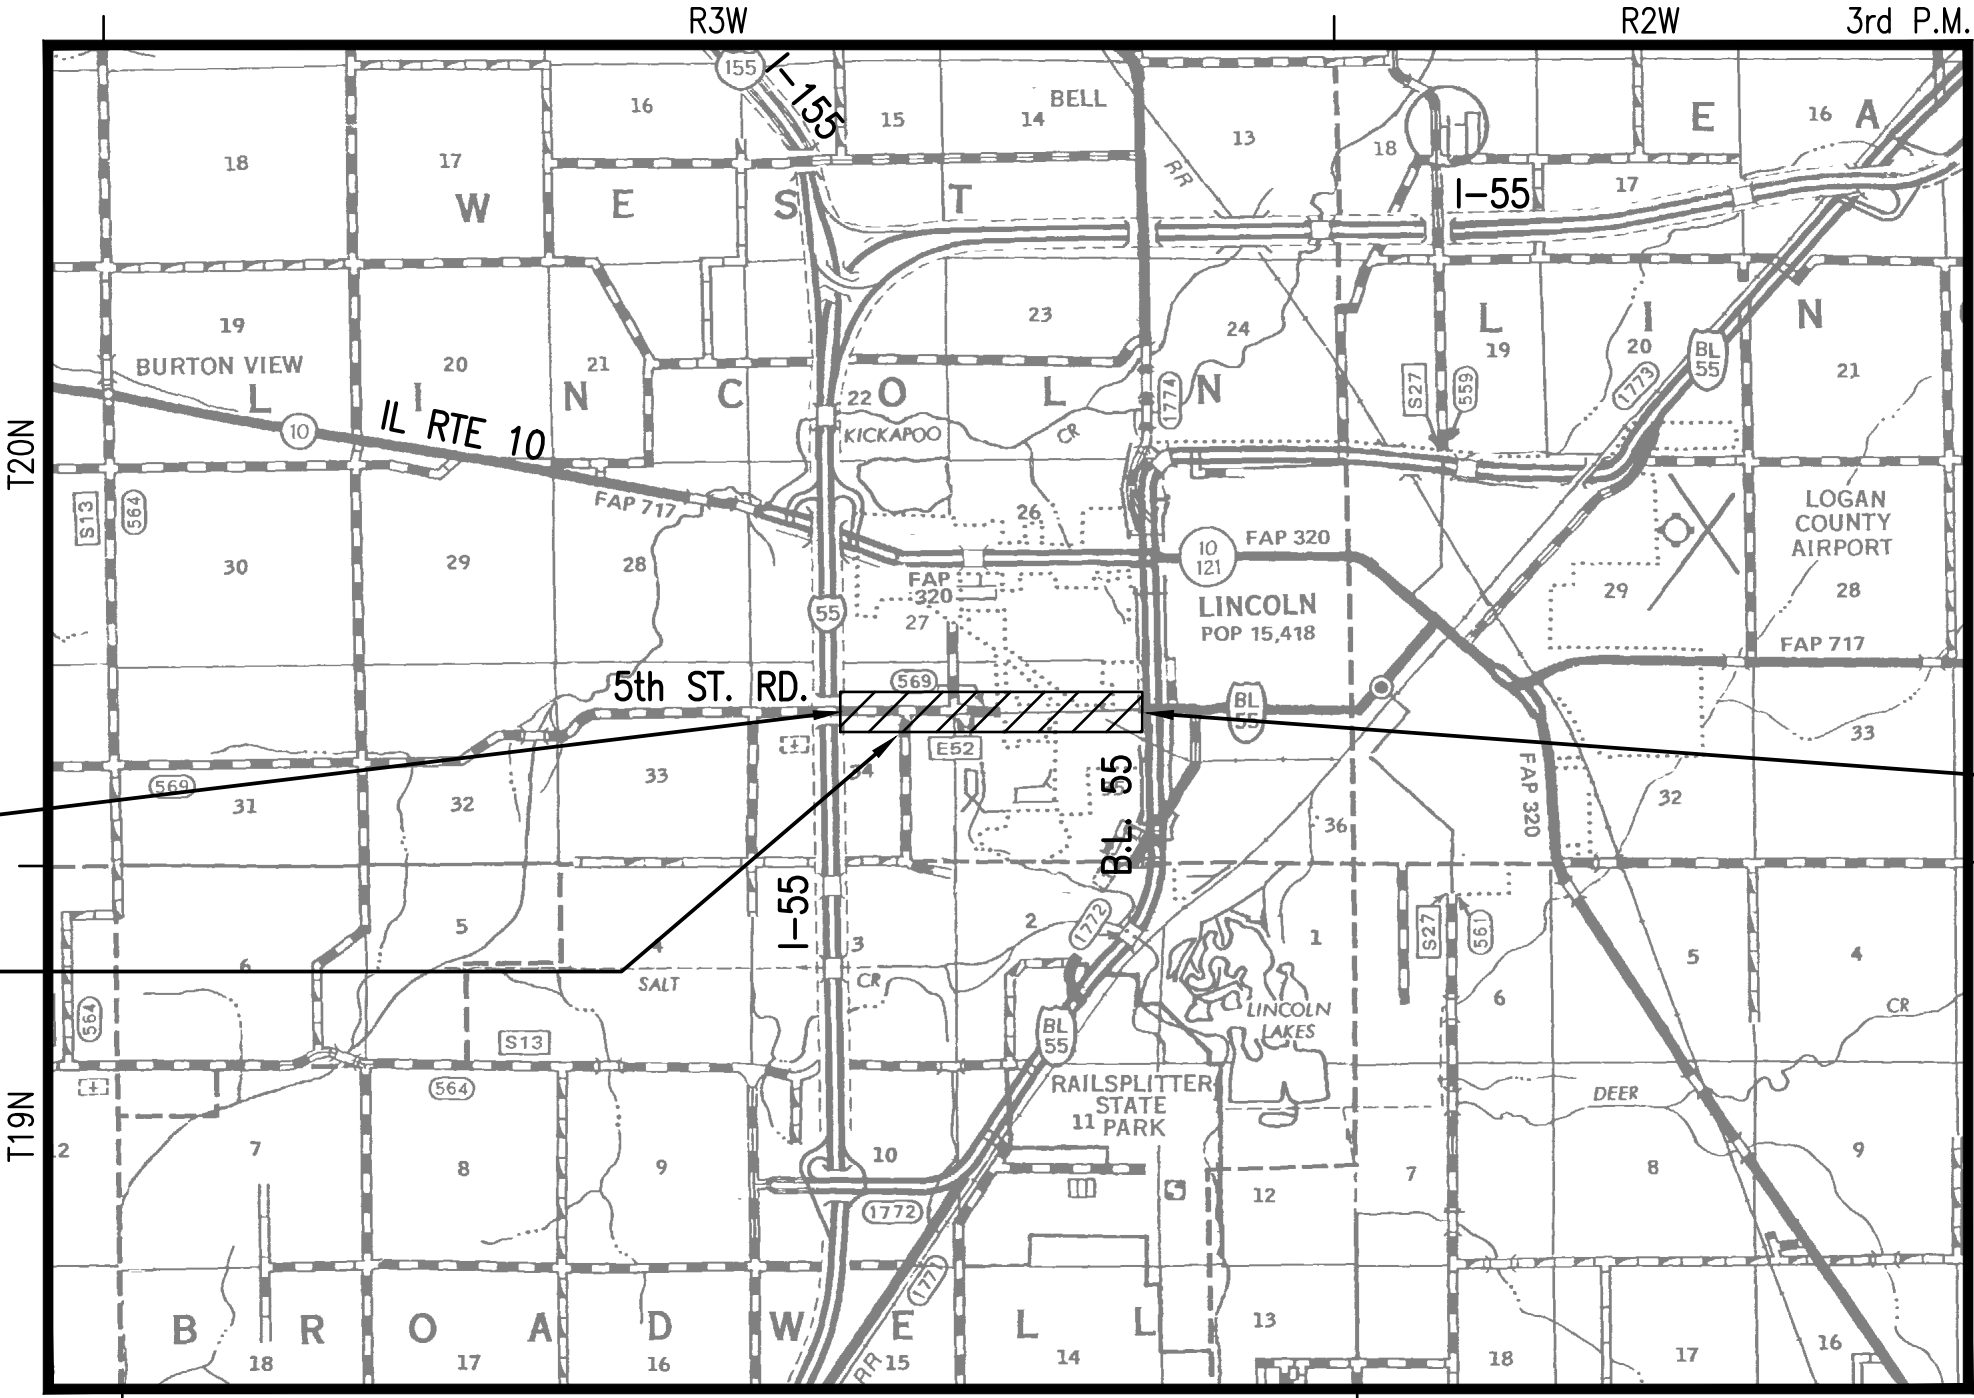 R3W
R2W
3rd P.M.
155
I-155
16
15
BELL
14
13
18
E
16
A
18
17
RR
17
W
E
S
T
I-55
19
BURTON VIEW
20
21
23
24
L
19
I
20
N
21
BL
55
L
I
N
C
22
O
L
N
1774
S27
559
1773
10
IL RTE 10
KICKAPOO
CR
T20N
S13
564
FAP 717
26
LOGAN
COUNTY
AIRPORT
30
29
28
10
121
FAP 320
29
28
FAP
320
27
55
LINCOLN
POP 15,418
FAP 717
5th ST. RD.
569
BL
55
E52
33
569
31
32
33
34
B.L. 55
35
36
FAP 320
32
I-55
6
5
4
3
2
1772
1
S27
561
5
4
SALT
CR
6
CR
564
S13
LINCOLN
LAKES
BL
55
T19N
564
RAILSPLITTER
STATE
11 PARK
DEER
12
7
8
9
10
12
7
8
9
1772
1771
B
R
O
A
D
W
E
L
L
13
18
17
16
RR
15
14
18
17
16